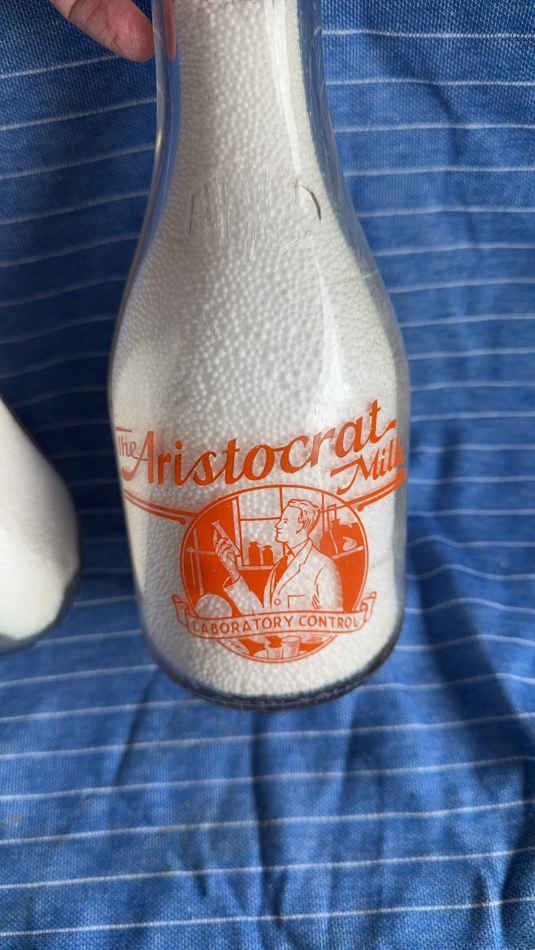 The Aristocrat
Milk
LABORATORY CONTROL